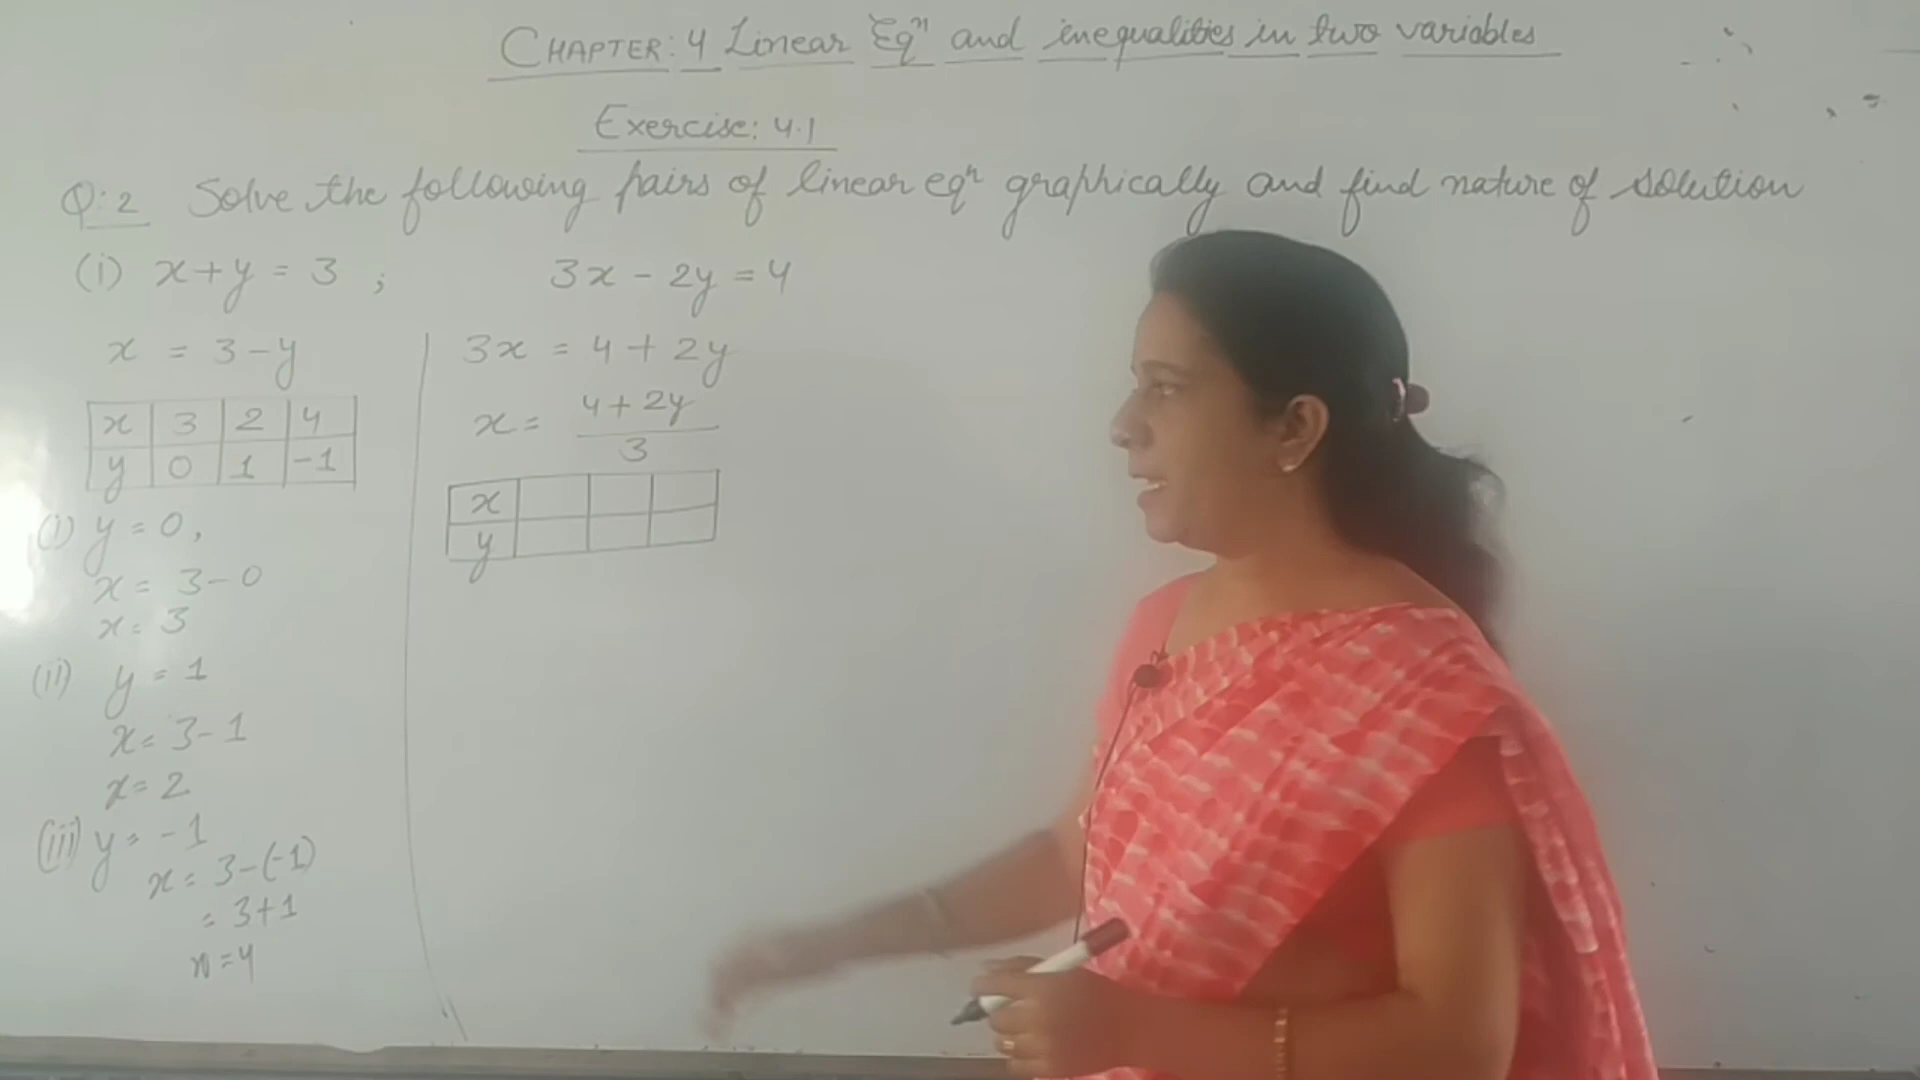 CHAPTER: 4 Linear Eqⁿ and inequalities in two variables
Exercise: 4.1
Q:2 Solve the following pairs of linear eqⁿ graphically and find nature of solution
(i) x+y = 3 ; 3x - 2y = 4
x = 3-y
x 3 2 4
y 0 1 -1
(i) y = 0,
x = 3-0
x = 3
(ii) y = 1
x = 3-1
x = 2
(iii) y = -1
x = 3-(-1)
= 3+1
x = 4
3x = 4 + 2y
x = 4+2y
3
x
y